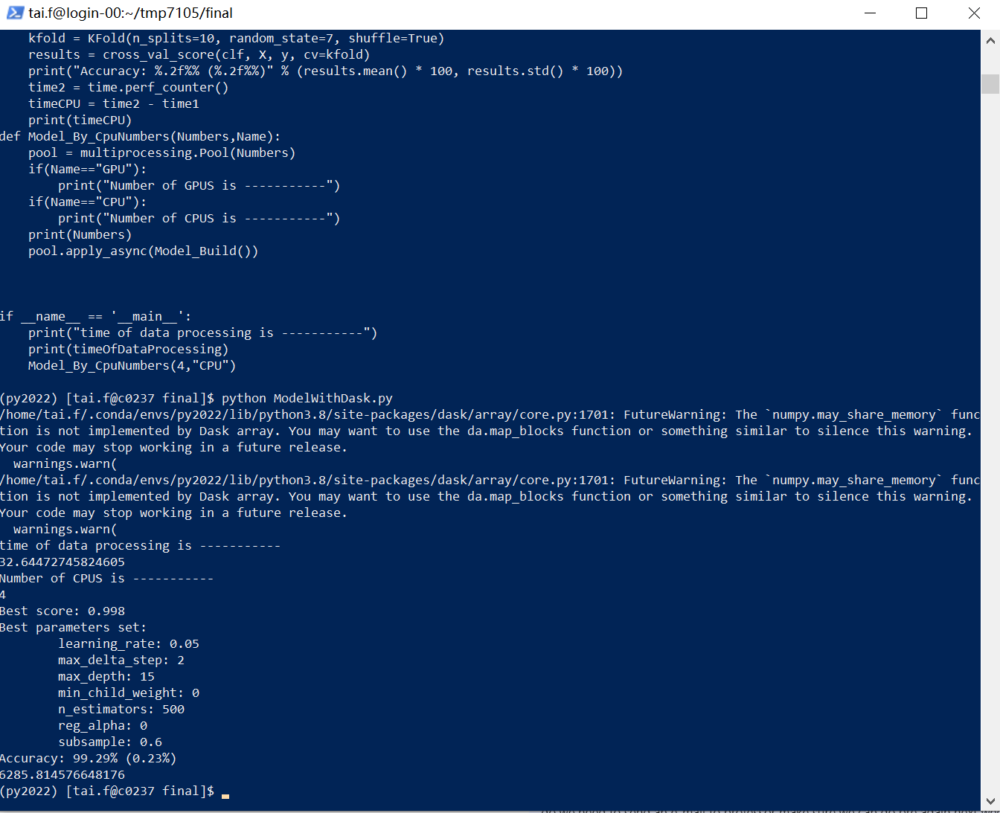 tai.f@login-00:~/tmp7105/final
    kfold = KFold(n_splits=10, random_state=7, shuffle=True)
    results = cross_val_score(clf, X, y, cv=kfold)
    print("Accuracy: %.2f%% (%.2f%%)" % (results.mean() * 100, results.std() * 100))
    time2 = time.perf_counter()
    timeCPU = time2 - time1
    print(timeCPU)
def Model_By_CpuNumbers(Numbers,Name):
    pool = multiprocessing.Pool(Numbers)
    if(Name=="GPU"):
        print("Number of GPUS is -----------")
    if(Name=="CPU"):
        print("Number of CPUS is -----------")
    print(Numbers)
    pool.apply_async(Model_Build())
if __name__ == '__main__':
    print("time of data processing is -----------")
    print(timeOfDataProcessing)
    Model_By_CpuNumbers(4,"CPU")
(py2022) [tai.f@c0237 final]$ python ModelWithDask.py
/home/tai.f/.conda/envs/py2022/lib/python3.8/site-packages/dask/array/core.py:1701: FutureWarning: The `numpy.may_share_memory` func
tion is not implemented by Dask array. You may want to use the da.map_blocks function or something similar to silence this warning.
Your code may stop working in a future release.
  warnings.warn(
/home/tai.f/.conda/envs/py2022/lib/python3.8/site-packages/dask/array/core.py:1701: FutureWarning: The `numpy.may_share_memory` func
tion is not implemented by Dask array. You may want to use the da.map_blocks function or something similar to silence this warning.
Your code may stop working in a future release.
  warnings.warn(
time of data processing is -----------
32.64472745824605
Number of CPUS is -----------
4
Best score: 0.998
Best parameters set:
        learning_rate: 0.05
        max_delta_step: 2
        max_depth: 15
        min_child_weight: 0
        n_estimators: 500
        reg_alpha: 0
        subsample: 0.6
Accuracy: 99.29% (0.23%)
6285.814576648176
(py2022) [tai.f@c0237 final]$